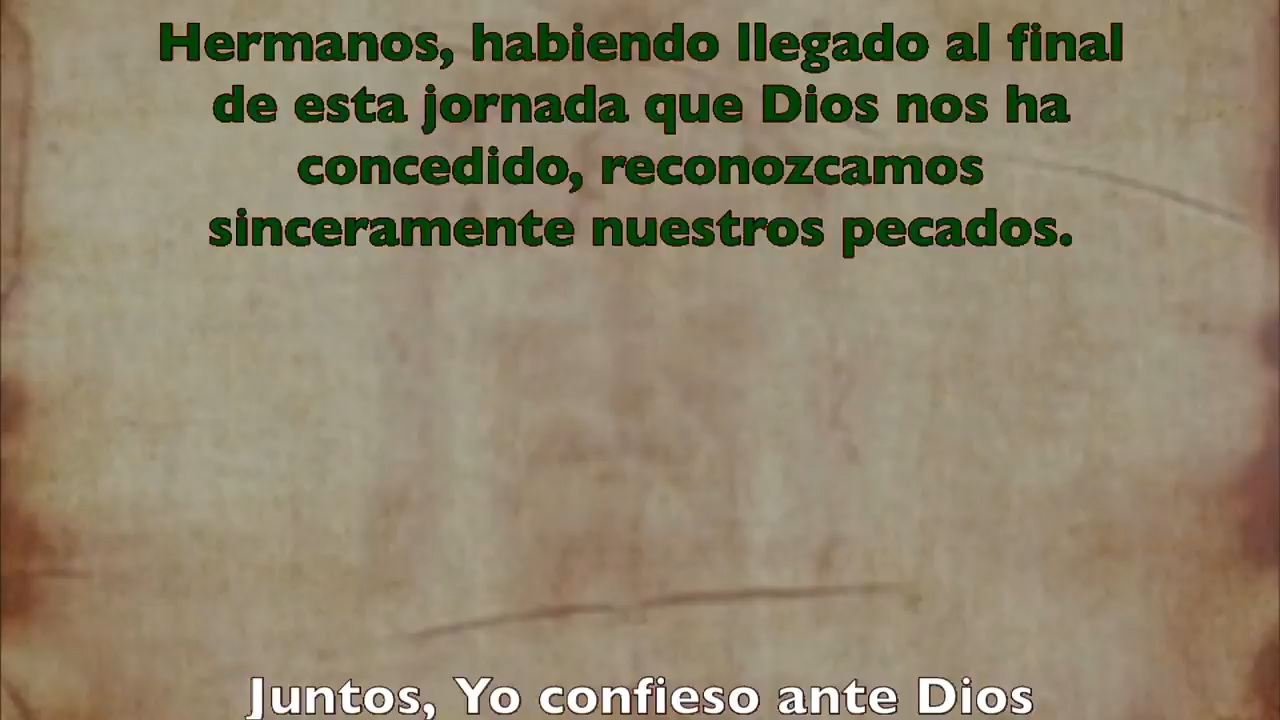 Hermanos, habiendo llegado al final
de esta jornada que Dios nos ha
concedido, reconozcamos
sinceramente nuestros pecados.
Juntos, Yo confieso ante Dios